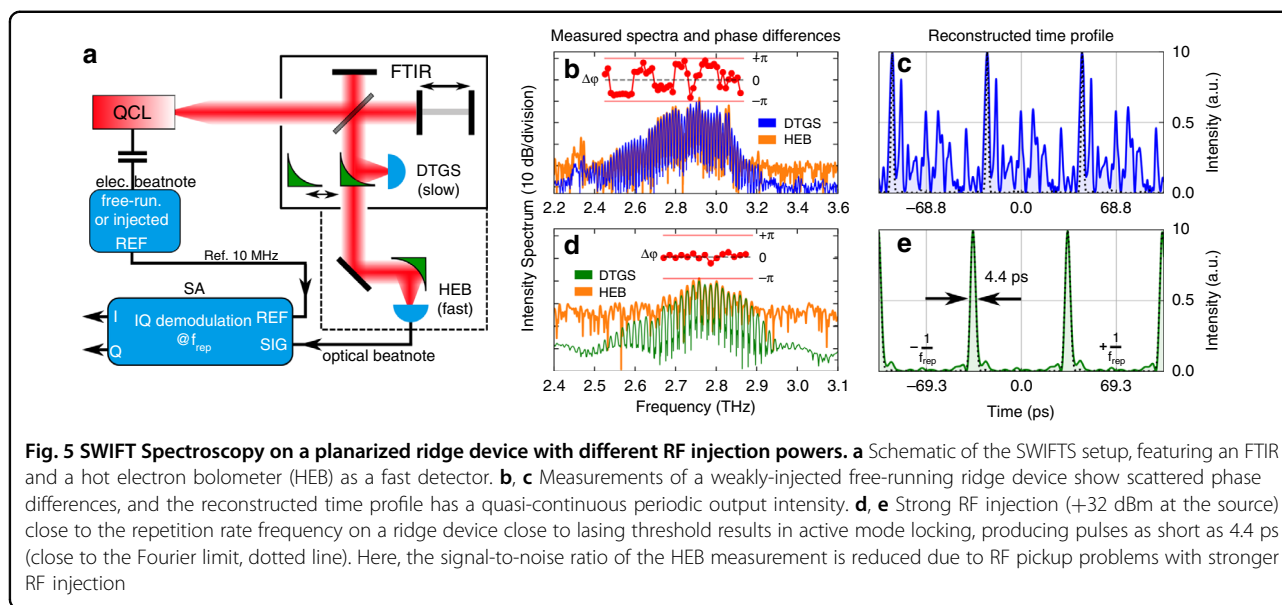 Measured spectra and phase differences
Reconstructed time profile
a
FTIR
QCL
DTGS
(slow)
elec. beatnote
free-run.
or injected
REF
Ref. 10 MHz
SA
I
IQ demodulation
@frep
Q
REF
SIG
HEB
(fast)
optical beatnote
Intensity Spectrum (10 dB/division)
b
Δφ
+π
0
−π
DTGS
HEB
2.2 2.4 2.6 2.8 3.0 3.2 3.4 3.6
d
Δφ
+π
0
−π
DTGS
HEB
2.4 2.5 2.6 2.7 2.8 2.9 3.0 3.1
Frequency (THz)
c
10
0.5
0.0
Intensity (a.u.)
−68.8 0.0 68.8
e
10
0.5
0.0
Intensity (a.u.)
4.4 ps
− 1/frep
+ 1/frep
−69.3 0.0 69.3
Time (ps)
Fig. 5 SWIFT Spectroscopy on a planarized ridge device with different RF injection powers. a Schematic of the SWIFTS setup, featuring an FTIR
and a hot electron bolometer (HEB) as a fast detector. b, c Measurements of a weakly-injected free-running ridge device show scattered phase
differences, and the reconstructed time profile has a quasi-continuous periodic output intensity. d, e Strong RF injection (+32 dBm at the source)
close to the repetition rate frequency on a ridge device close to lasing threshold results in active mode locking, producing pulses as short as 4.4 ps
(close to the Fourier limit, dotted line). Here, the signal-to-noise ratio of the HEB measurement is reduced due to RF pickup problems with stronger
RF injection